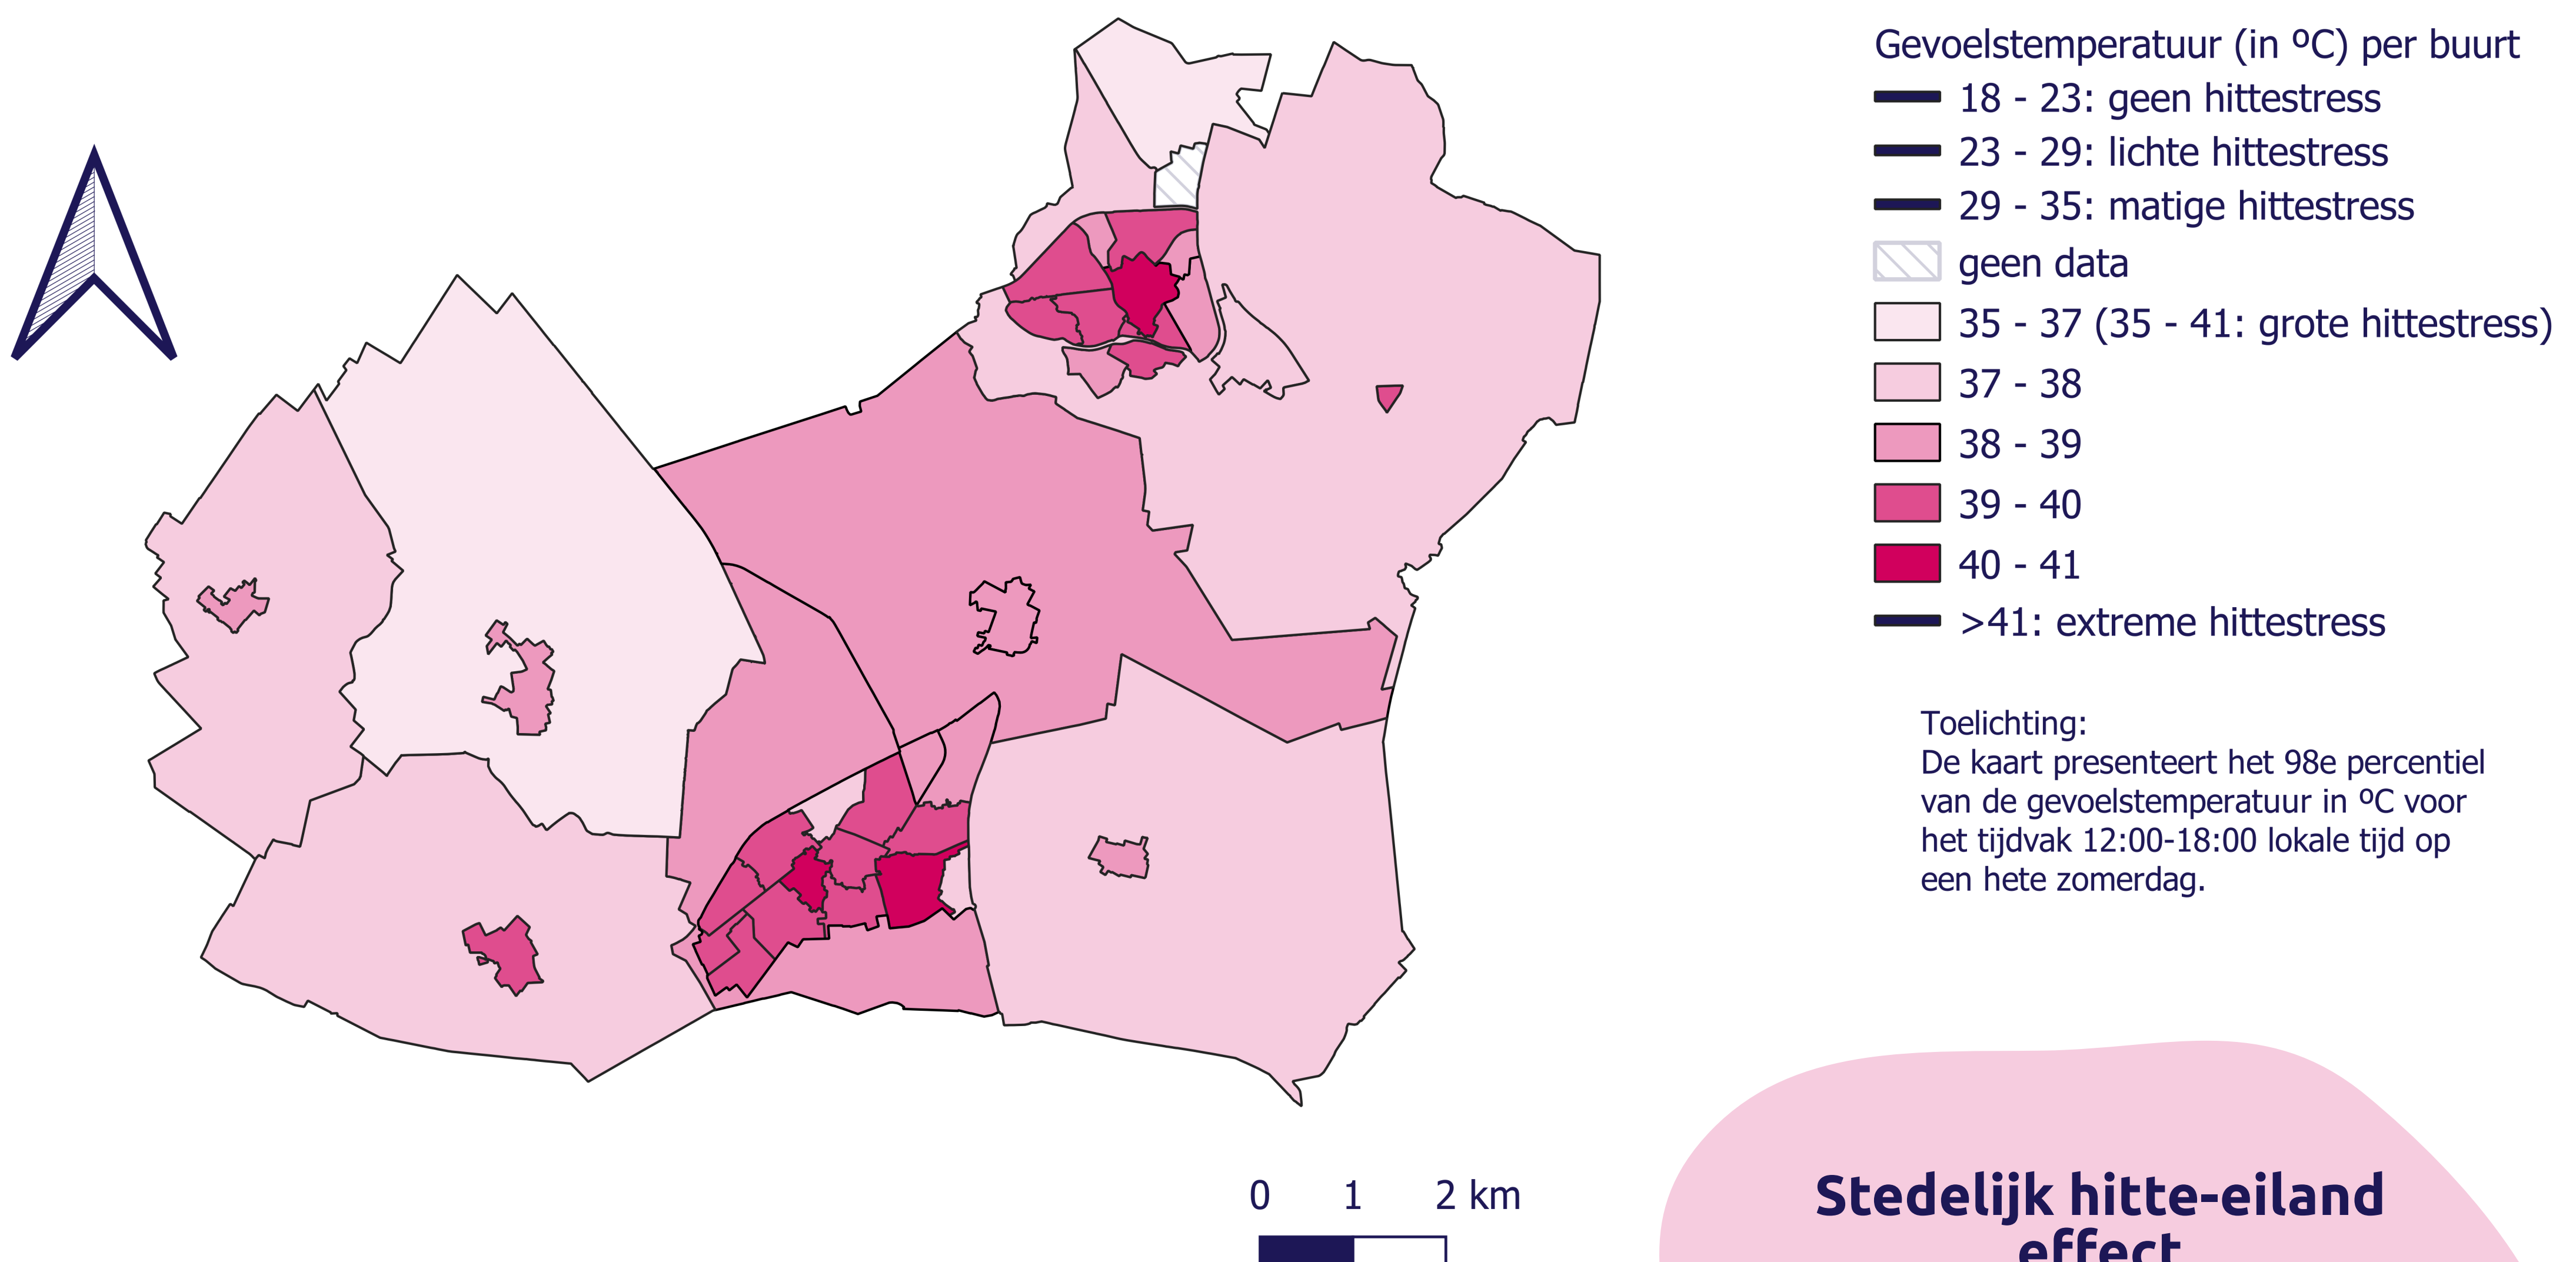 Gevoelstemperatuur (in ºC) per buurt
18 - 23: geen hittestress
23 - 29: lichte hittestress
29 - 35: matige hittestress
geen data
35 - 37 (35 - 41: grote hittestress)
37 - 38
38 - 39
39 - 40
40 - 41
>41: extreme hittestress
Toelichting:
De kaart presenteert het 98e percentiel
van de gevoelstemperatuur in ºC voor
het tijdvak 12:00-18:00 lokale tijd op
een hete zomerdag.
0 1 2 km
Stedelijk hitte-eiland
effect